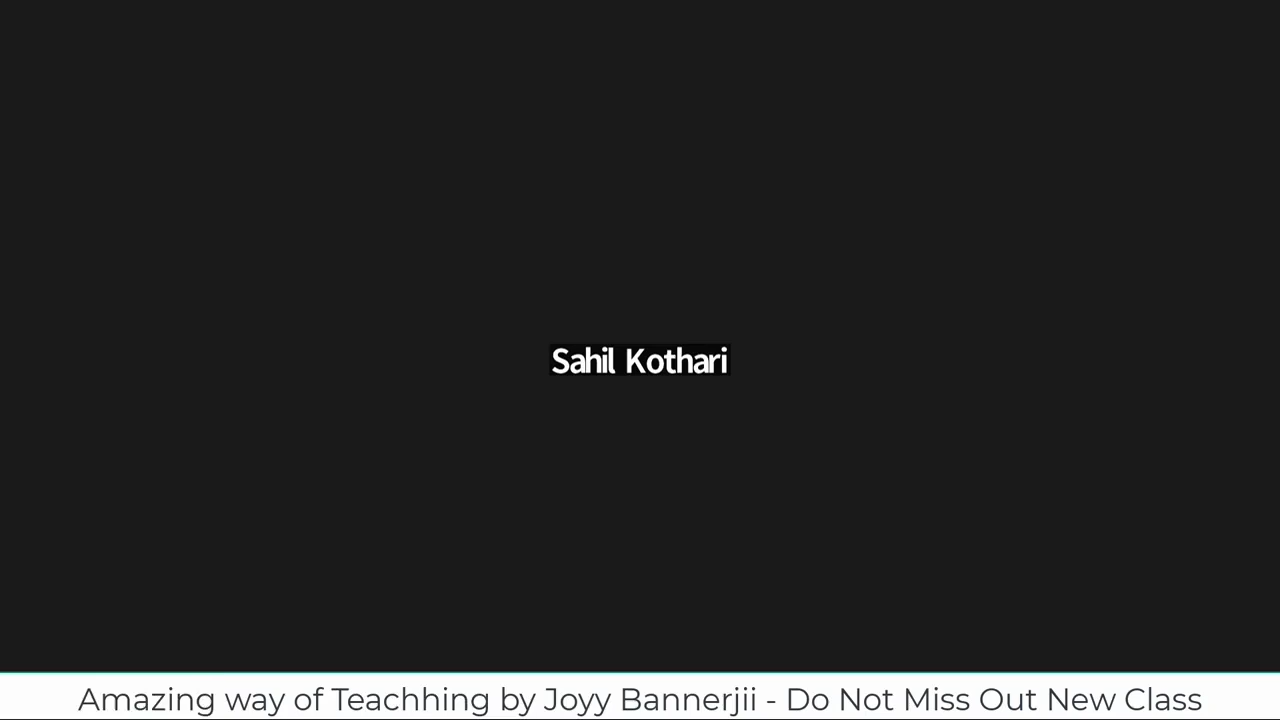 Sahil Kothari
Amazing way of Teachhing by Joyy Bannerjii - Do Not Miss Out New Class